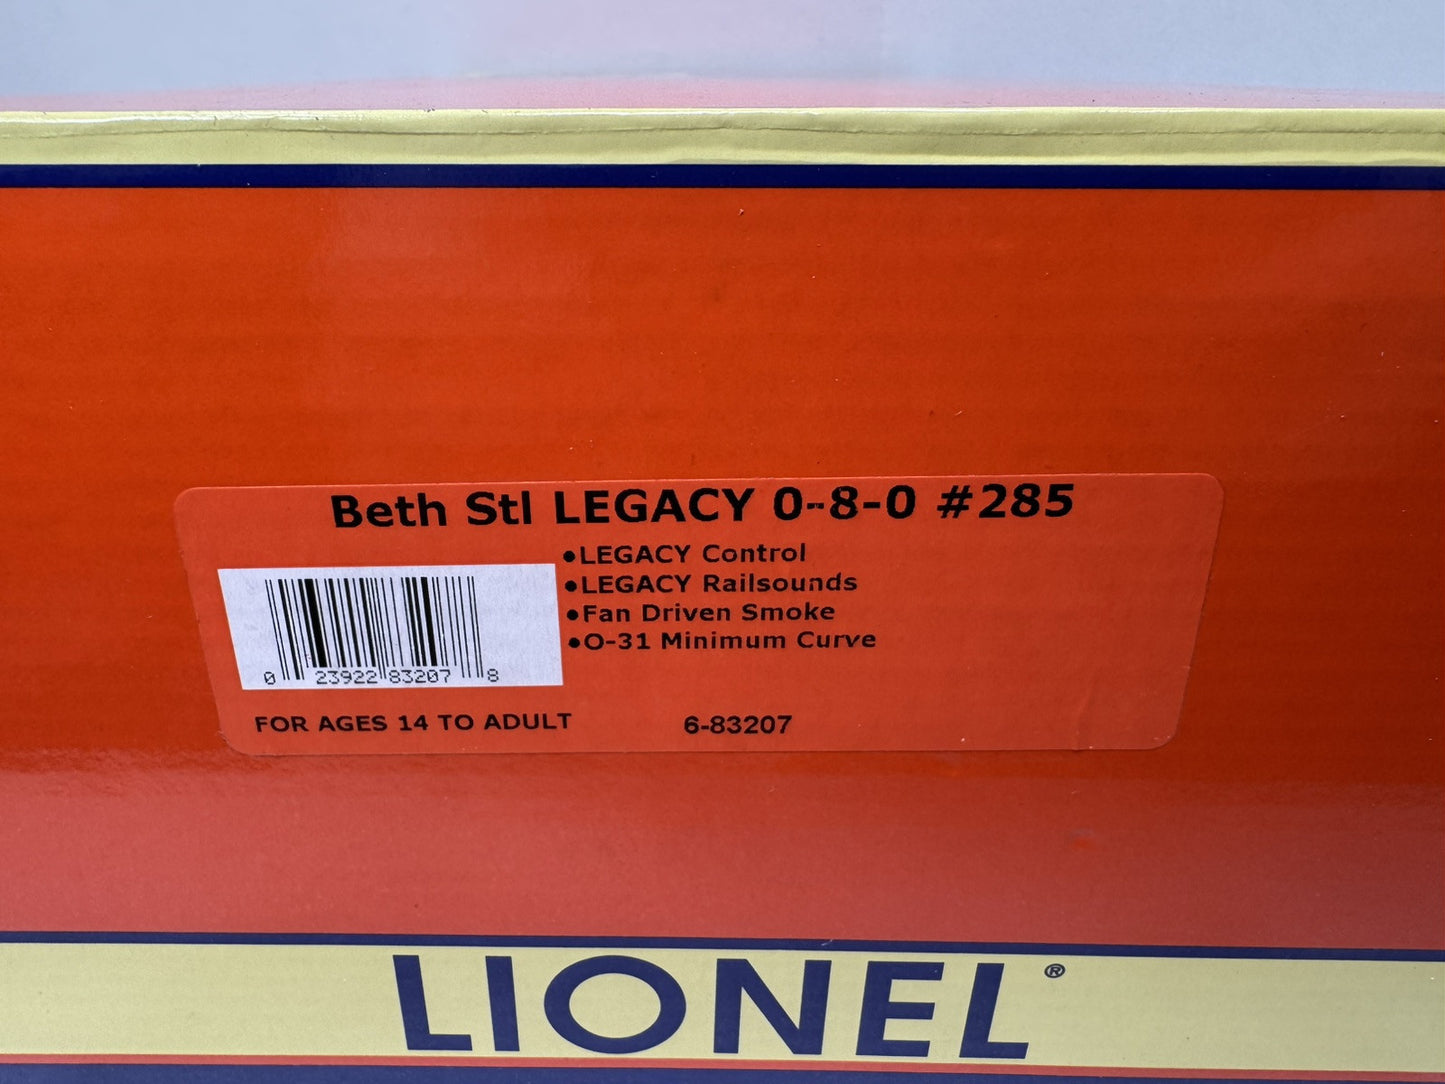 Beth Stl LEGACY 0-8-0 #285
•LEGACY Control
•LEGACY Railsounds
•Fan Driven Smoke
•O-31 Minimum Curve
0 23922 83207 8
FOR AGES 14 TO ADULT 6-83207
LIONEL®